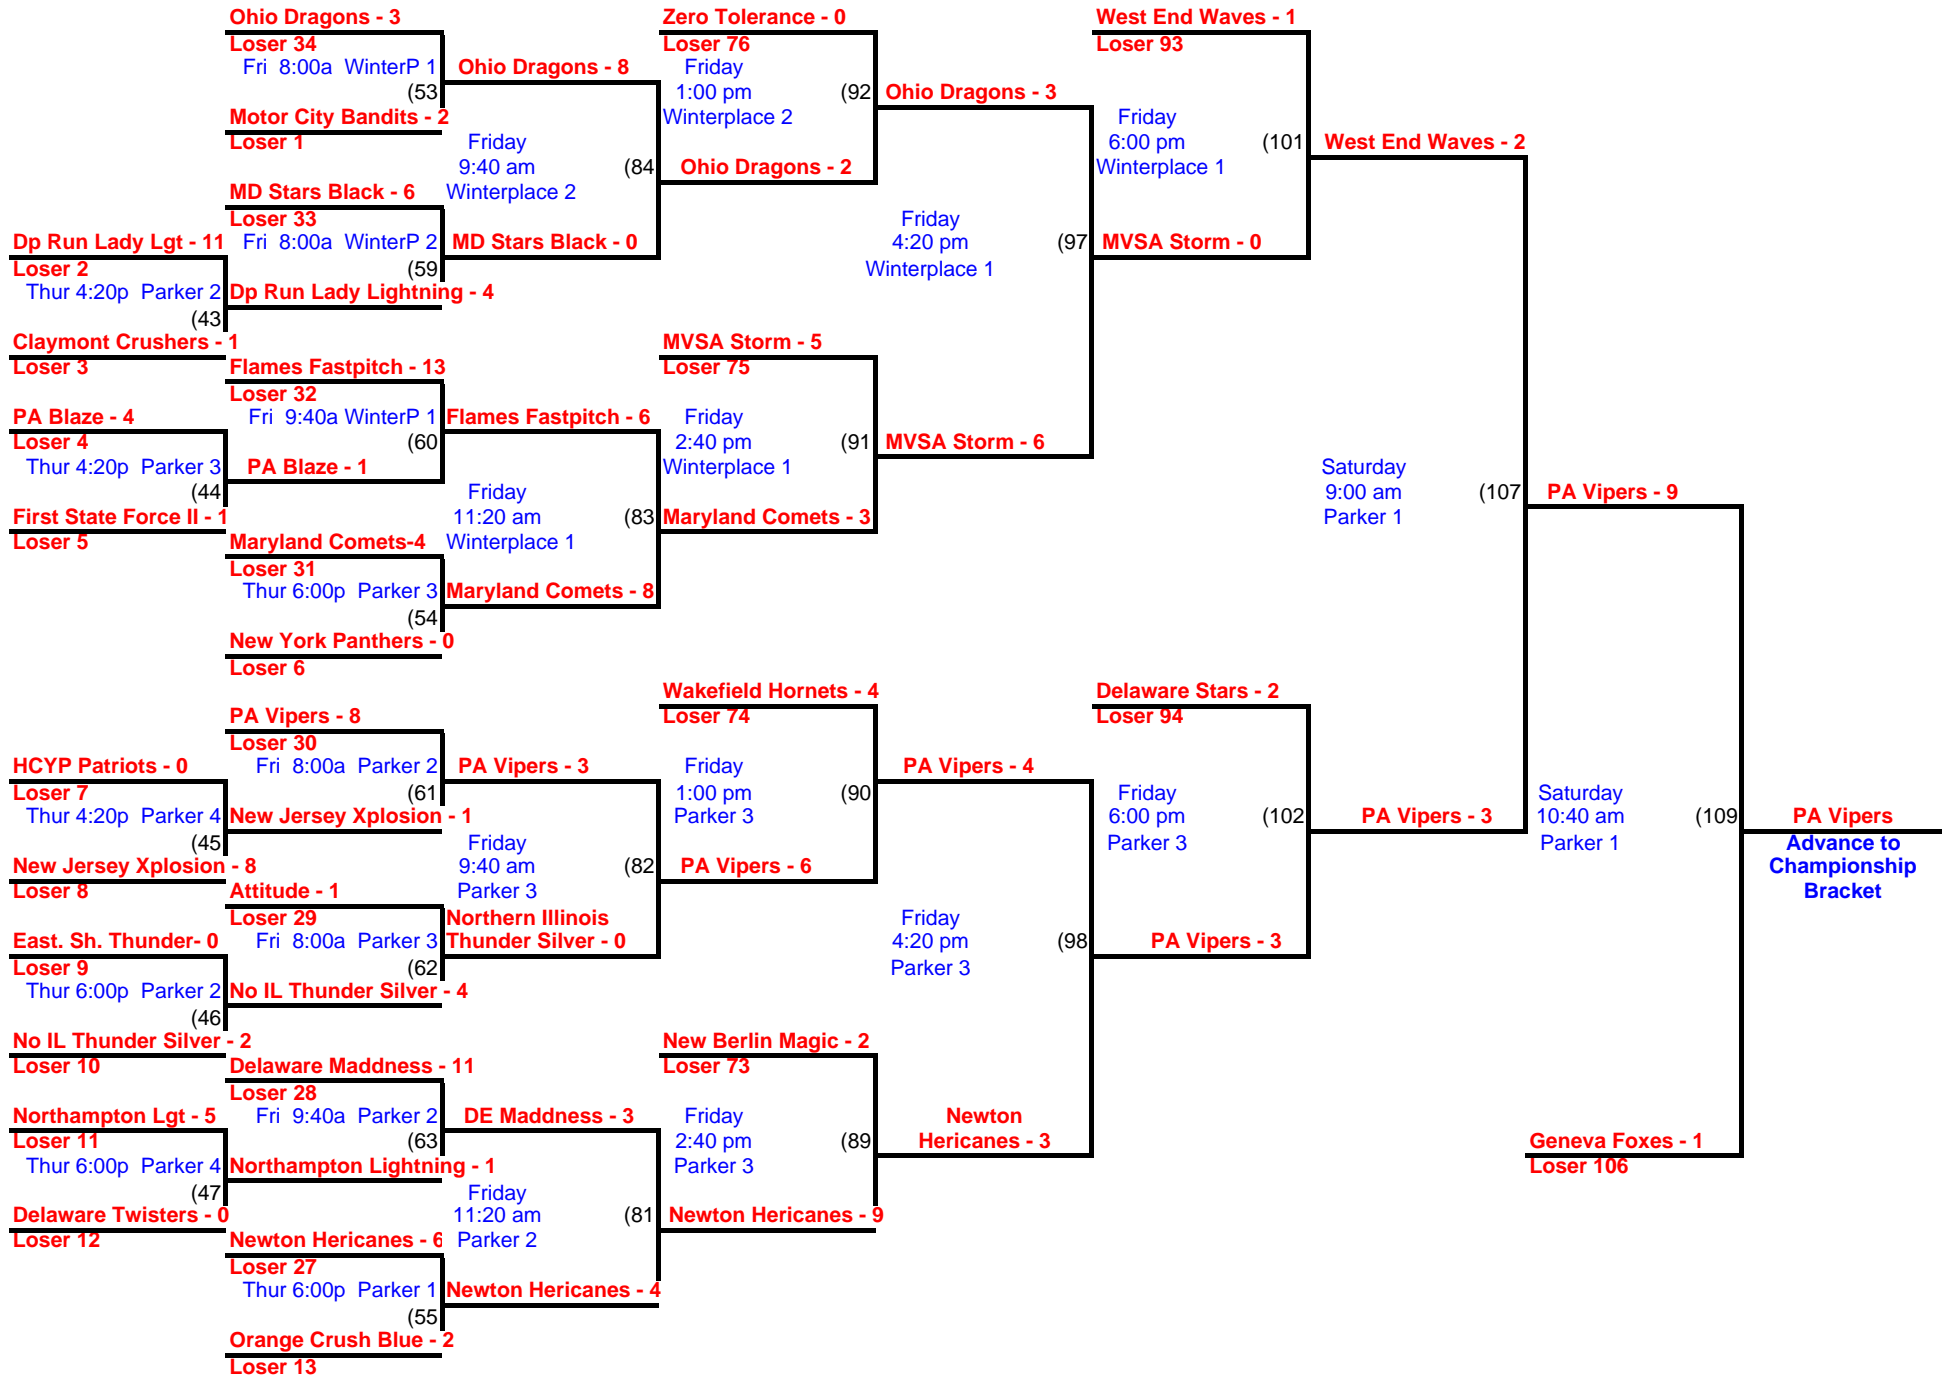 Ohio Dragons - 3
Loser 34
Fri 8:00a WinterP 1
(53
Motor City Bandits - 2
Loser 1
MD Stars Black - 6
Loser 33
Fri 8:00a WinterP 2
(59
Dp Run Lady Lightning - 4
Dp Run Lady Lgt - 11
Loser 2
Thur 4:20p Parker 2
(43
Claymont Crushers - 1
Loser 3
Flames Fastpitch - 13
Loser 32
Fri 9:40a WinterP 1
(60
PA Blaze - 1
PA Blaze - 4
Loser 4
Thur 4:20p Parker 3
(44
First State Force II - 1
Loser 5
Maryland Comets-4
Loser 31
Thur 6:00p Parker 3
(54
New York Panthers - 0
Loser 6
PA Vipers - 8
Loser 30
Fri 8:00a Parker 2
(61
New Jersey Xplosion - 1
HCYP Patriots - 0
Loser 7
Thur 4:20p Parker 4
(45
New Jersey Xplosion - 8
Loser 8
Attitude - 1
Loser 29
Fri 8:00a Parker 3
(62
No IL Thunder Silver - 4
East. Sh. Thunder- 0
Loser 9
Thur 6:00p Parker 2
(46
No IL Thunder Silver - 2
Loser 10
Delaware Maddness - 11
Loser 28
Fri 9:40a Parker 2
(63
Northampton Lightning - 1
Northampton Lgt - 5
Loser 11
Thur 6:00p Parker 4
(47
Delaware Twisters - 0
Loser 12
Newton Hericanes - 6
Loser 27
Thur 6:00p Parker 1
(55
Orange Crush Blue - 2
Loser 13
Ohio Dragons - 8
Friday
9:40 am
Winterplace 2
(84
MD Stars Black - 0
Flames Fastpitch - 6
Friday
11:20 am
Winterplace 1
(83
Maryland Comets - 8
PA Vipers - 3
Friday
9:40 am
Parker 3
(82
Northern Illinois
Thunder Silver - 0
DE Maddness - 3
Friday
11:20 am
Parker 2
(81
Newton Hericanes - 4
Zero Tolerance - 0
Loser 76
Friday
1:00 pm
Winterplace 2
(92
Ohio Dragons - 2
MVSA Storm - 5
Loser 75
Friday
2:40 pm
Winterplace 1
(91
Maryland Comets - 3
Wakefield Hornets - 4
Loser 74
Friday
1:00 pm
Parker 3
(90
PA Vipers - 6
New Berlin Magic - 2
Loser 73
Friday
2:40 pm
Parker 3
(89
Newton Hericanes - 9
Ohio Dragons - 3
Friday
4:20 pm
Winterplace 1
(97
MVSA Storm - 6
PA Vipers - 4
Friday
4:20 pm
Parker 3
(98
Newton
Hericanes - 3
West End Waves - 1
Loser 93
Friday
6:00 pm
Winterplace 1
(101
MVSA Storm - 0
Delaware Stars - 2
Loser 94
Friday
6:00 pm
Parker 3
(102
PA Vipers - 3
West End Waves - 2
Saturday
9:00 am
Parker 1
(107
PA Vipers - 3
PA Vipers - 9
Saturday
10:40 am
Parker 1
(109
Geneva Foxes - 1
Loser 106
PA Vipers
Advance to
Championship
Bracket